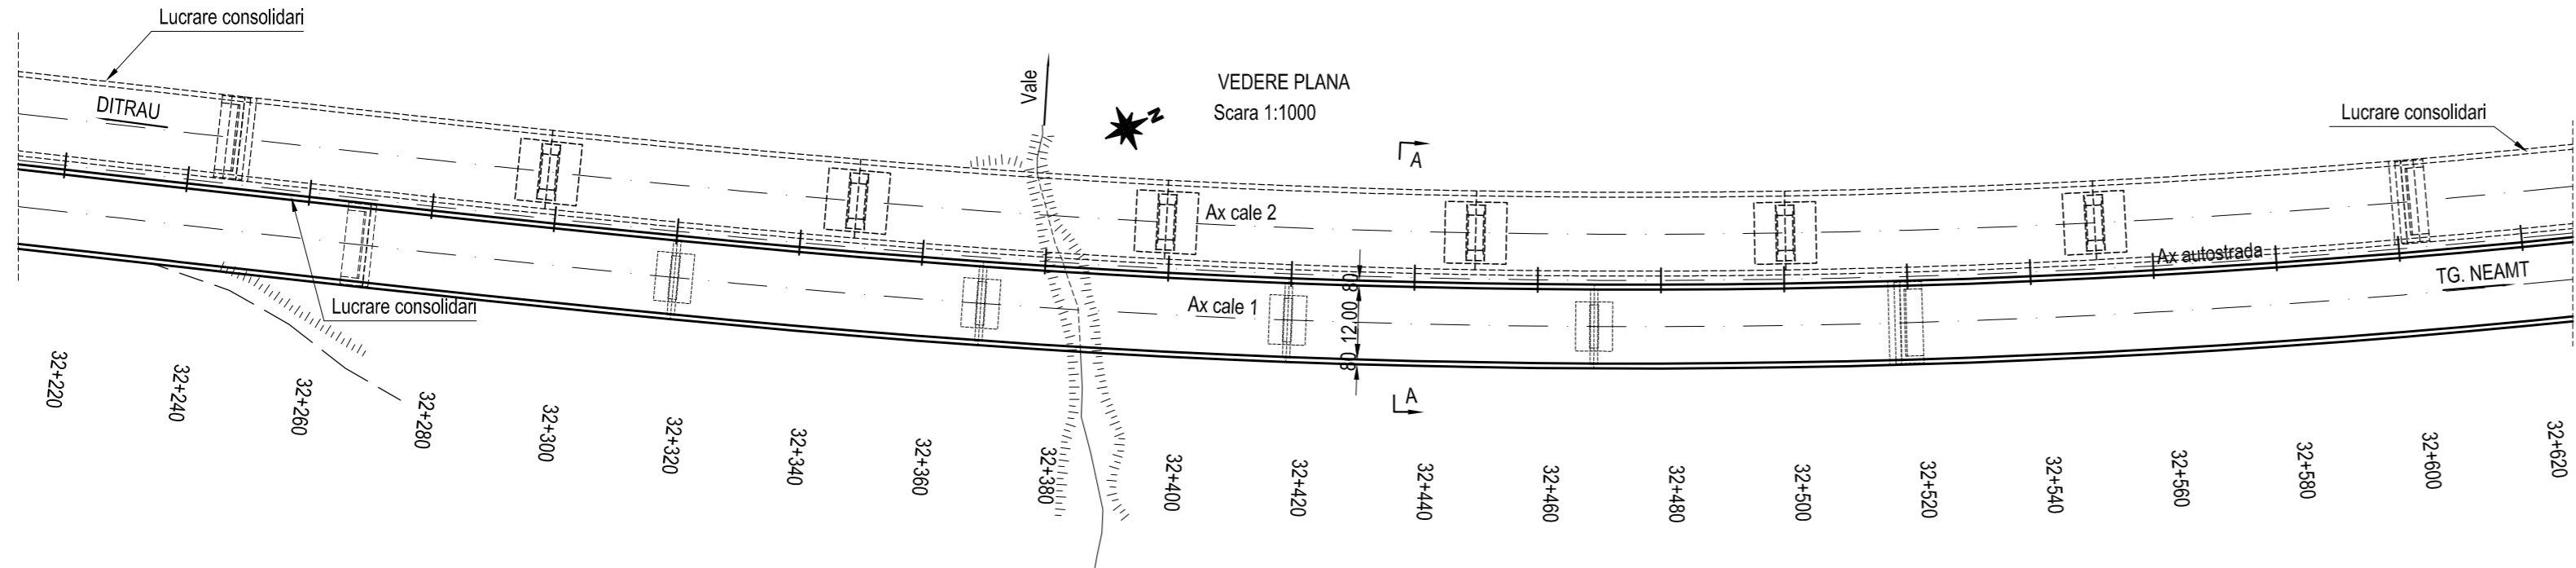 Lucrare consolidari
VEDERE PLANA
Scara 1:1000
Vale
N
DITRAU
Lucrare consolidari
A
Ax cale 2
Ax autostrada
TG. NEAMT
Ax cale 1
Lucrare consolidari
80
12.00
80
A
32+220
32+240
32+260
32+280
32+300
32+320
32+340
32+360
32+380
32+400
32+420
32+440
32+460
32+480
32+500
32+520
32+540
32+560
32+580
32+600
32+620